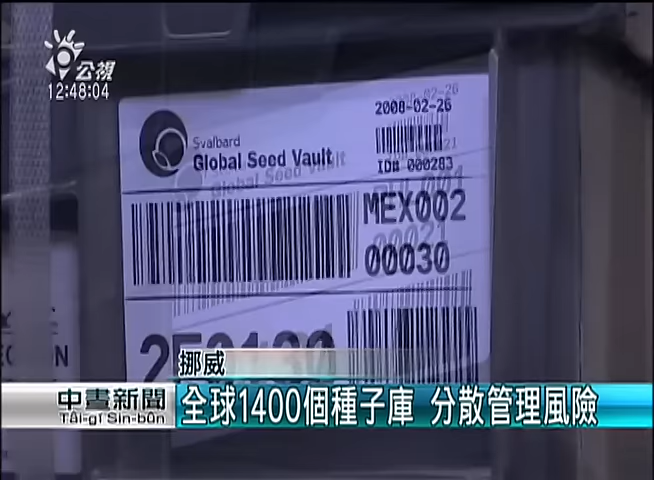 公視
12:48:04
2008-02-26
Svalbard
Global Seed Vault
ID# 000283
MEX002
00030
挪威
中晝新聞
Tâi-gí Sin-bûn
全球1400個種子庫 分散管理風險